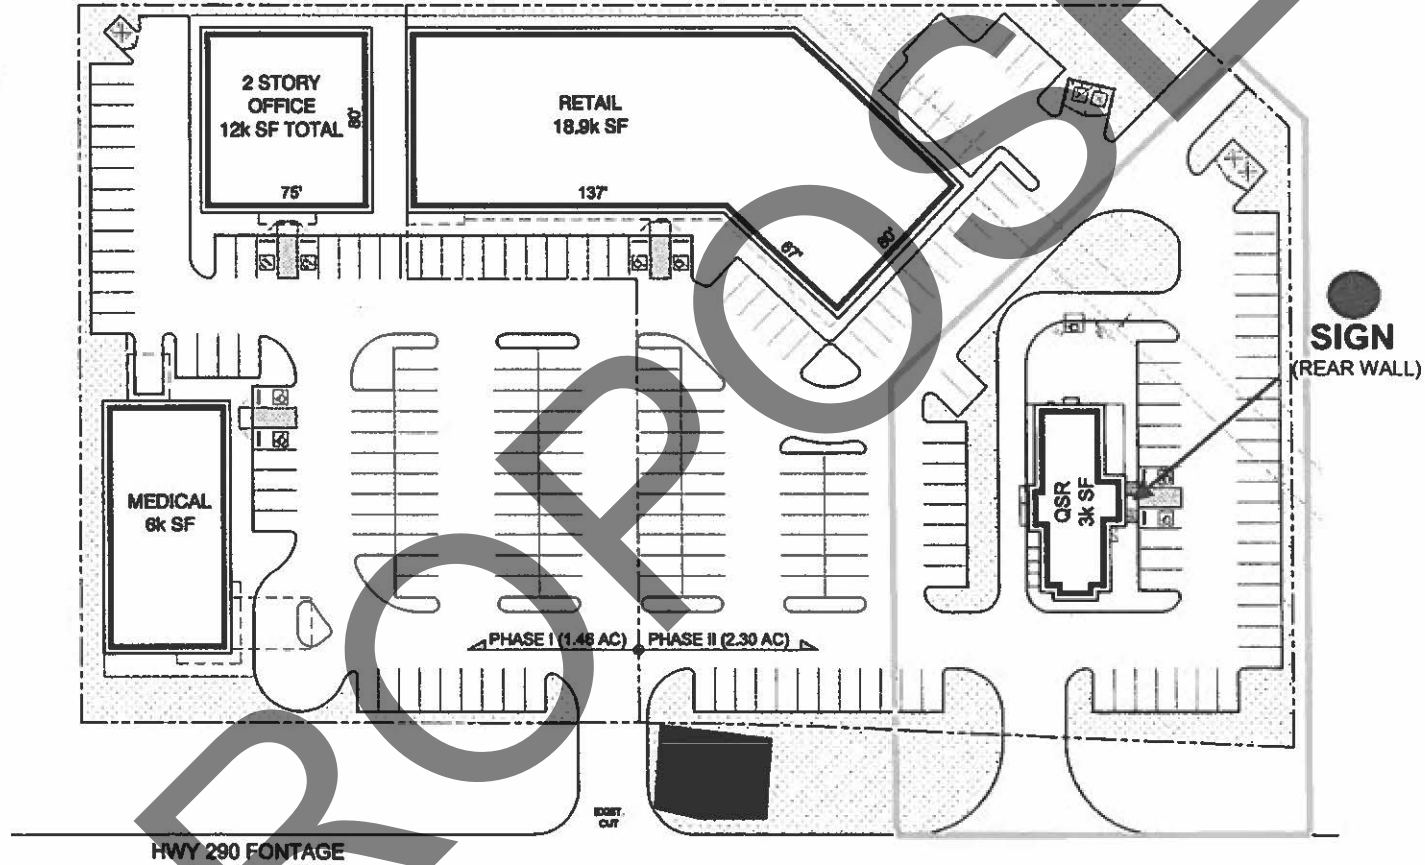 2 STORY
OFFICE
12k SF TOTAL
80'
75'
RETAIL
18.9k SF
137'
67'
80'
SIGN
(REAR WALL)
MEDICAL
6k SF
QSR
3k SF
PHASE I (1.46 AC)
PHASE II (2.30 AC)
CUT
HWY 290 FONTAGE